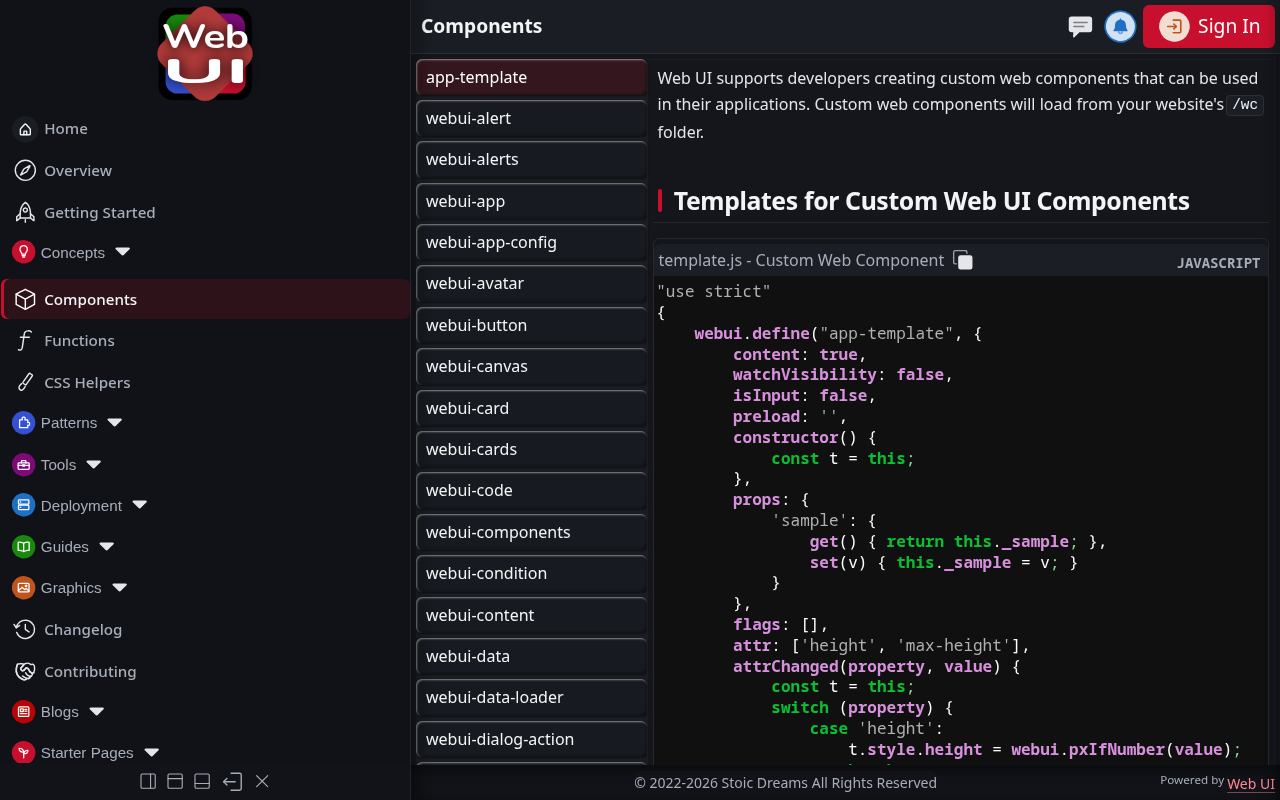 Web
UI
Home
Overview
Getting Started
Concepts
Components
Functions
CSS Helpers
Patterns
Tools
Deployment
Guides
Graphics
Changelog
Contributing
Blogs
Starter Pages
Components
Sign In
app-template
webui-alert
webui-alerts
webui-app
webui-app-config
webui-avatar
webui-button
webui-canvas
webui-card
webui-cards
webui-code
webui-components
webui-condition
webui-content
webui-data
webui-data-loader
webui-dialog-action
Web UI supports developers creating custom web components that can be used
in their applications. Custom web components will load from your website's /wc
folder.
Templates for Custom Web UI Components
template.js - Custom Web Component
JAVASCRIPT
"use strict"
{
    webui.define("app-template", {
        content: true,
        watchVisibility: false,
        isInput: false,
        preload: '',
        constructor() {
            const t = this;
        },
        props: {
            'sample': {
                get() { return this._sample; },
                set(v) { this._sample = v; }
            }
        },
        flags: [],
        attr: ['height', 'max-height'],
        attrChanged(property, value) {
            const t = this;
            switch (property) {
                case 'height':
                    t.style.height = webui.pxIfNumber(value);
© 2022-2026 Stoic Dreams All Rights Reserved
Powered by Web UI